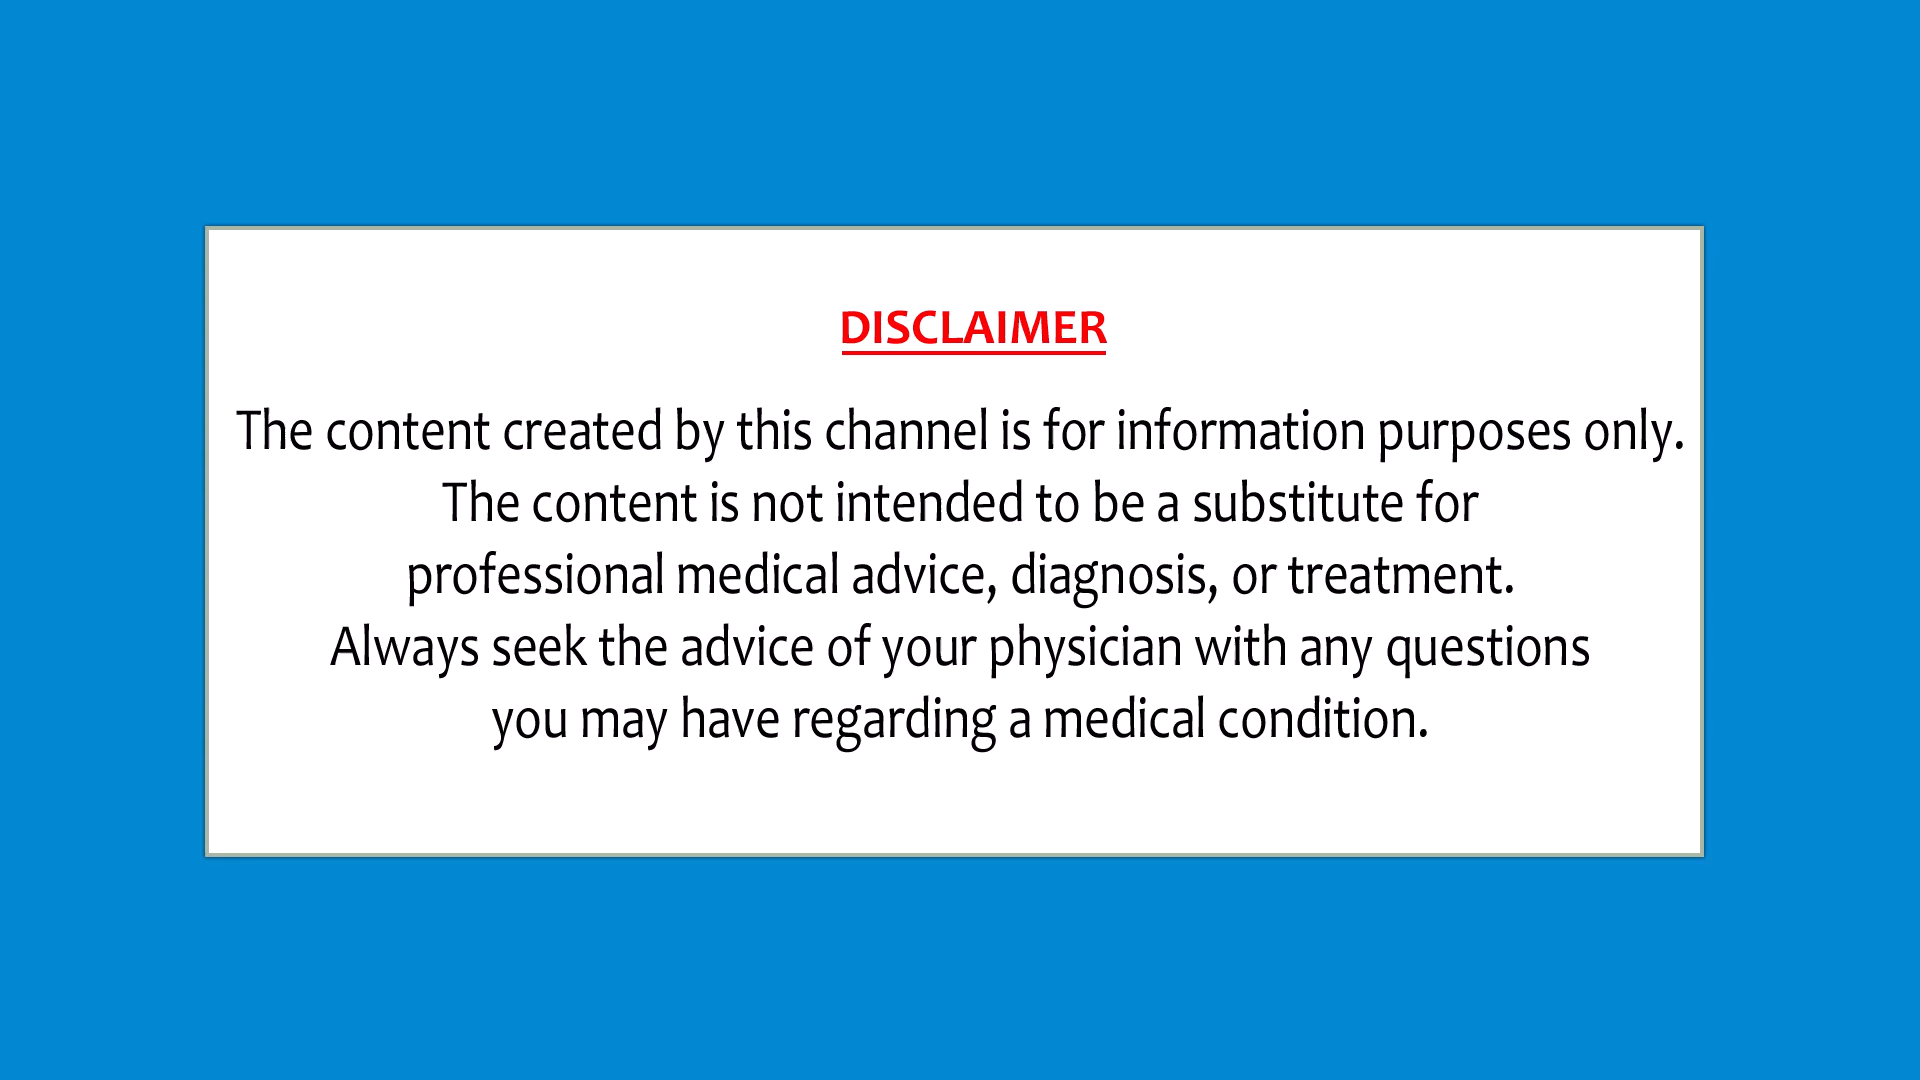 DISCLAIMER
The content created by this channel is for information purposes only.
The content is not intended to be a substitute for
professional medical advice, diagnosis, or treatment.
Always seek the advice of your physician with any questions
you may have regarding a medical condition.